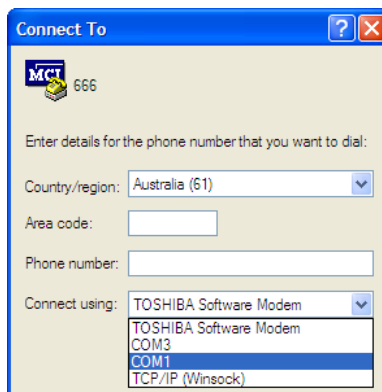 Connect To
MCI
666
Enter details for the phone number that you want to dial:
Country/region: Australia (61)
Area code:
Phone number:
Connect using: TOSHIBA Software Modem
TOSHIBA Software Modem
COM3
COM1
TCP/IP (Winsock)